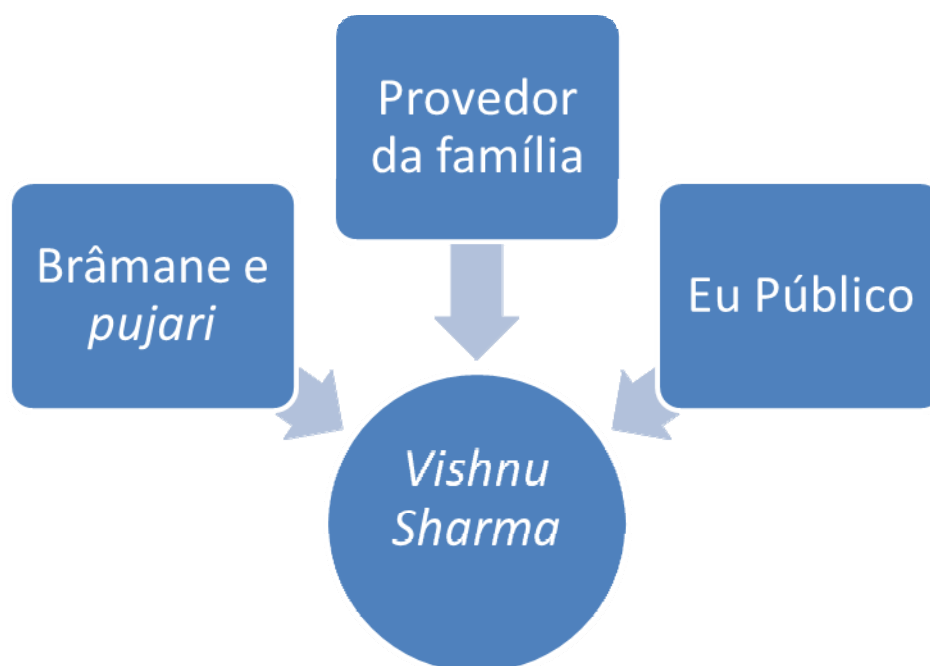 Provedor
da família
Brâmane e
pujari
Eu Público
Vishnu
Sharma